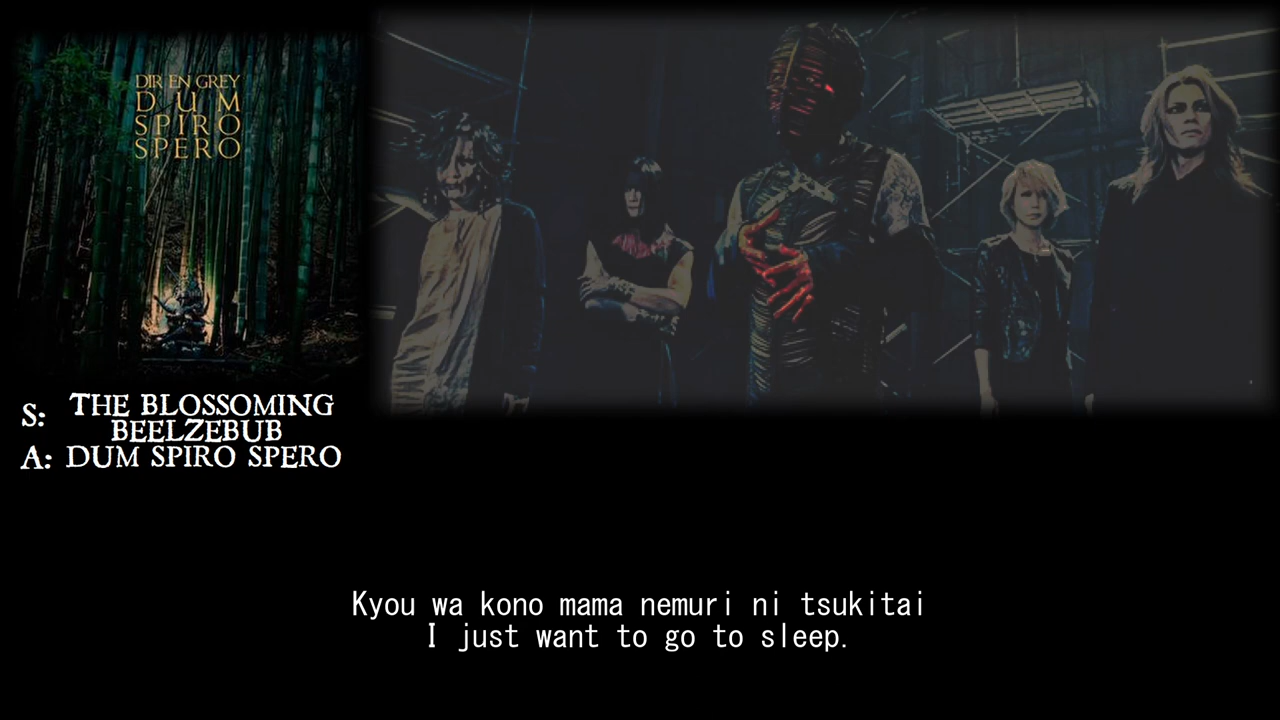 DIR EN GREY
DUM
SPIRO
SPERO
S: THE BLOSSOMING
BEELZEBUB
A: DUM SPIRO SPERO
Kyou wa kono mama nemuri ni tsukitai
I just want to go to sleep.